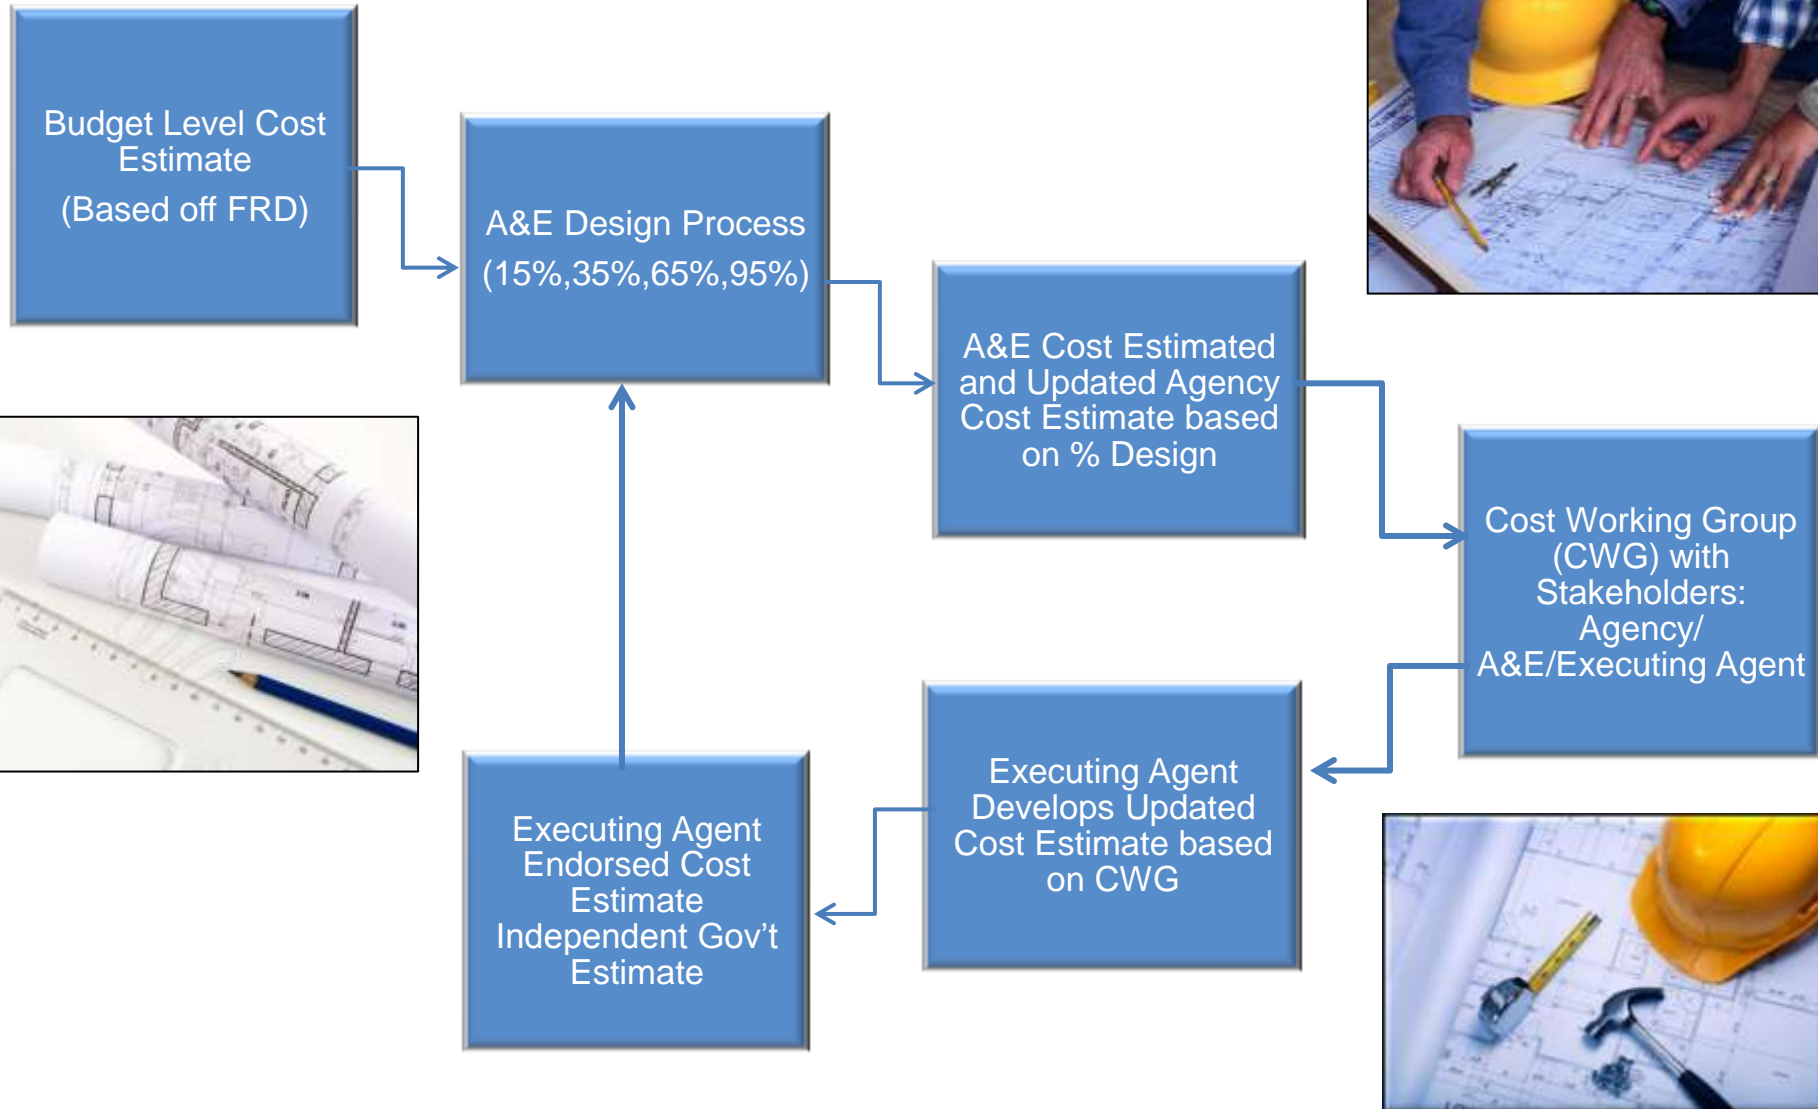 Budget Level Cost
Estimate
(Based off FRD)
A&E Design Process
(15%,35%,65%,95%)
A&E Cost Estimated
and Updated Agency
Cost Estimate based
on % Design
Cost Working Group
(CWG) with
Stakeholders:
Agency/
A&E/Executing Agent
Executing Agent
Develops Updated
Cost Estimate based
on CWG
Executing Agent
Endorsed Cost
Estimate
Independent Gov’t
Estimate